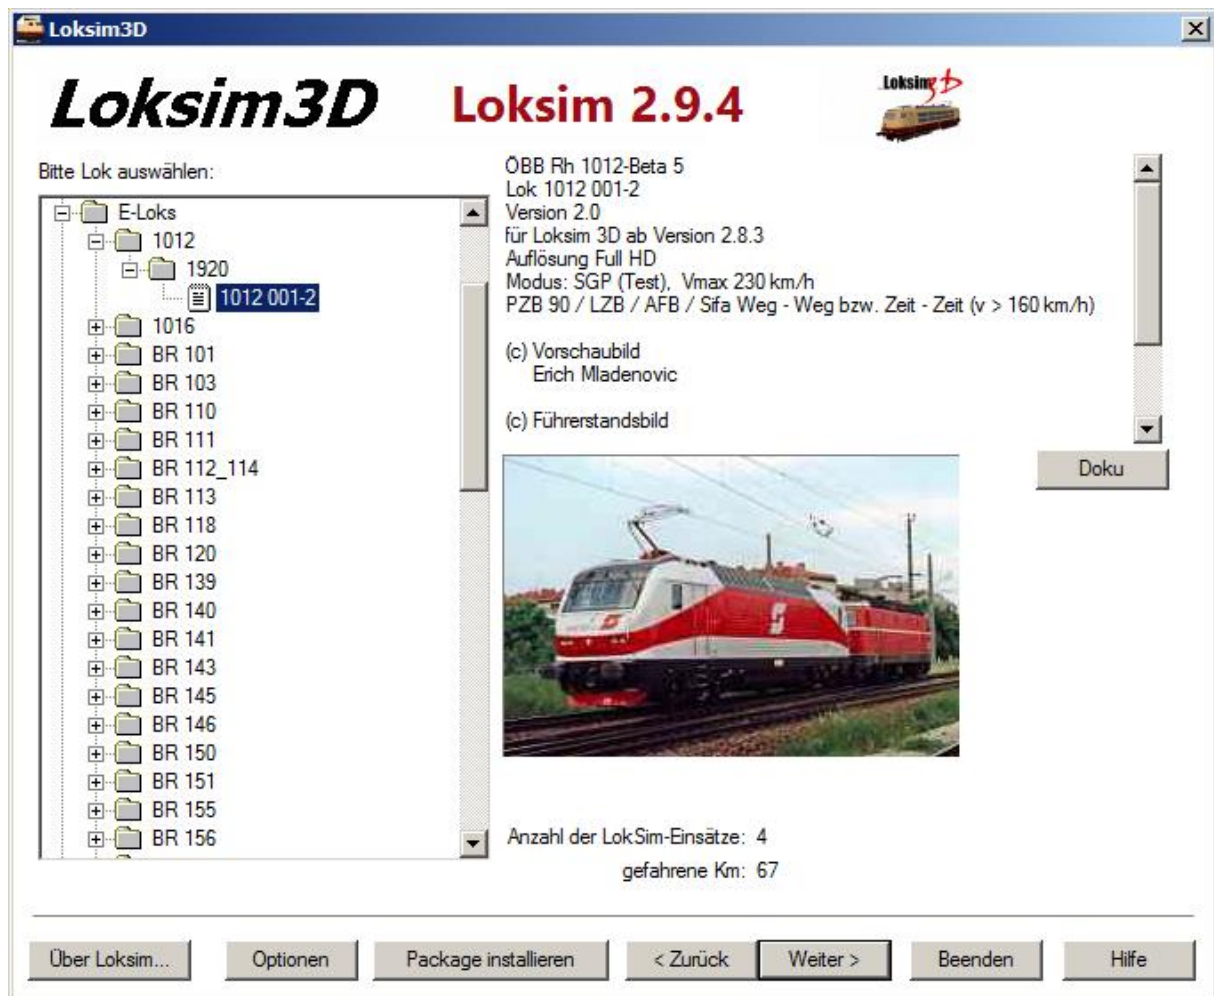 Loksim3D
Loksim3D
Loksim 2.9.4
Loksim3D
Bitte Lok auswählen:
E-Loks
1012
1920
1012 001-2
1016
BR 101
BR 103
BR 110
BR 111
BR 112_114
BR 113
BR 118
BR 120
BR 139
BR 140
BR 141
BR 143
BR 145
BR 146
BR 150
BR 151
BR 155
BR 156
ÖBB Rh 1012-Beta 5
Lok 1012 001-2
Version 2.0
für Loksim 3D ab Version 2.8.3
Auflösung Full HD
Modus: SGP (Test), Vmax 230 km/h
PZB 90 / LZB / AFB / Sifa Weg - Weg bzw. Zeit - Zeit (v > 160 km/h)
(c) Vorschaubild
Erich Mladenovic
(c) Führerstandsbild
Doku
Anzahl der LokSim-Einsätze: 4
gefahrene Km: 67
Über Loksim...
Optionen
Package installieren
< Zurück
Weiter >
Beenden
Hilfe